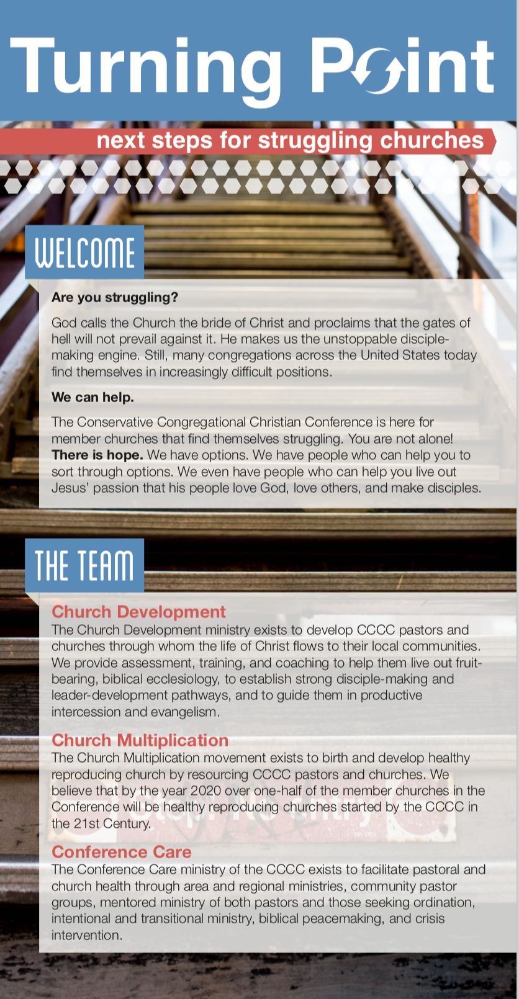 Turning Point
next steps for struggling churches
WELCOME
Are you struggling?
God calls the Church the bride of Christ and proclaims that the gates of
hell will not prevail against it. He makes us the unstoppable disciple-
making engine. Still, many congregations across the United States today
find themselves in increasingly difficult positions.
We can help.
The Conservative Congregational Christian Conference is here for
member churches that find themselves struggling. You are not alone!
There is hope. We have options. We have people who can help you to
sort through options. We even have people who can help you live out
Jesus’ passion that his people love God, love others, and make disciples.
THE TEAM
Church Development
The Church Development ministry exists to develop CCCC pastors and
churches through whom the life of Christ flows to their local communities.
We provide assessment, training, and coaching to help them live out fruit-
bearing, biblical ecclesiology, to establish strong disciple-making and
leader-development pathways, and to guide them in productive
intercession and evangelism.
Church Multiplication
The Church Multiplication movement exists to birth and develop healthy
reproducing church by resourcing CCCC pastors and churches. We
believe that by the year 2020 over one-half of the member churches in the
Conference will be healthy reproducing churches started by the CCCC in
the 21st Century.
Stop! No entry
Conference Care
The Conference Care ministry of the CCCC exists to facilitate pastoral and
church health through area and regional ministries, community pastor
groups, mentored ministry of both pastors and those seeking ordination,
intentional and transitional ministry, biblical peacemaking, and crisis
intervention.